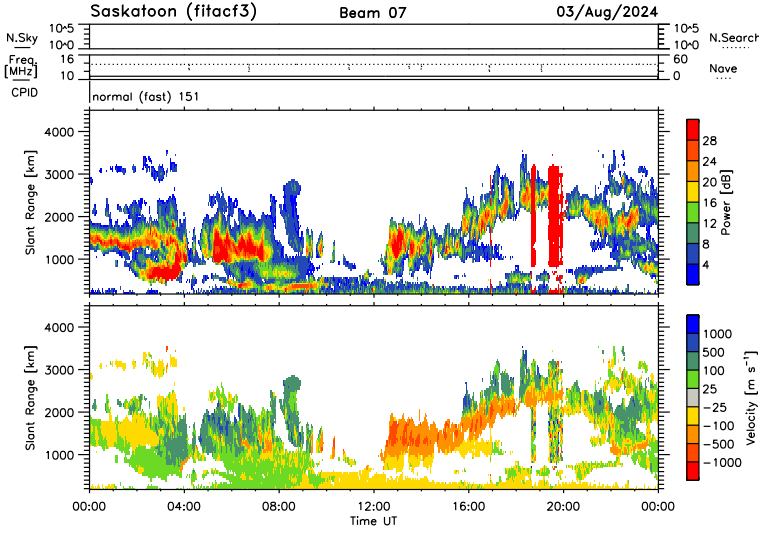 Saskatoon (fitacf3) Beam 07 03/Aug/2024
N.Sky 10^5 10^5 N.Search
10^0 10^0
Freq. 16 60 Nave
[MHz] 10 0
CPID normal (fast) 151
4000
3000
2000
1000
Slant Range [km]
28
24
20
16
12
8
4
Power [dB]
4000
3000
2000
1000
Slant Range [km]
1000
500
100
25
−25
−100
−500
−1000
Velocity [m s⁻¹]
00:00 04:00 08:00 12:00 16:00 20:00 00:00
Time UT